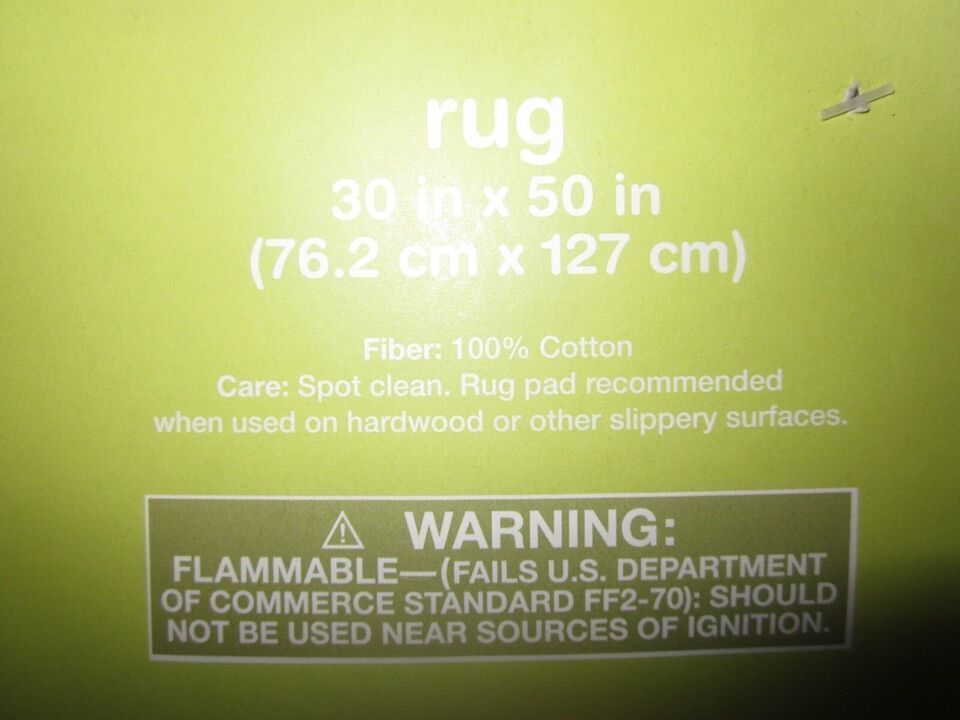 rug
30 in x 50 in
(76.2 cm x 127 cm)
Fiber: 100% Cotton
Care: Spot clean. Rug pad recommended
when used on hardwood or other slippery surfaces.
⚠ WARNING:
FLAMMABLE—(FAILS U.S. DEPARTMENT
OF COMMERCE STANDARD FF2-70): SHOULD
NOT BE USED NEAR SOURCES OF IGNITION.